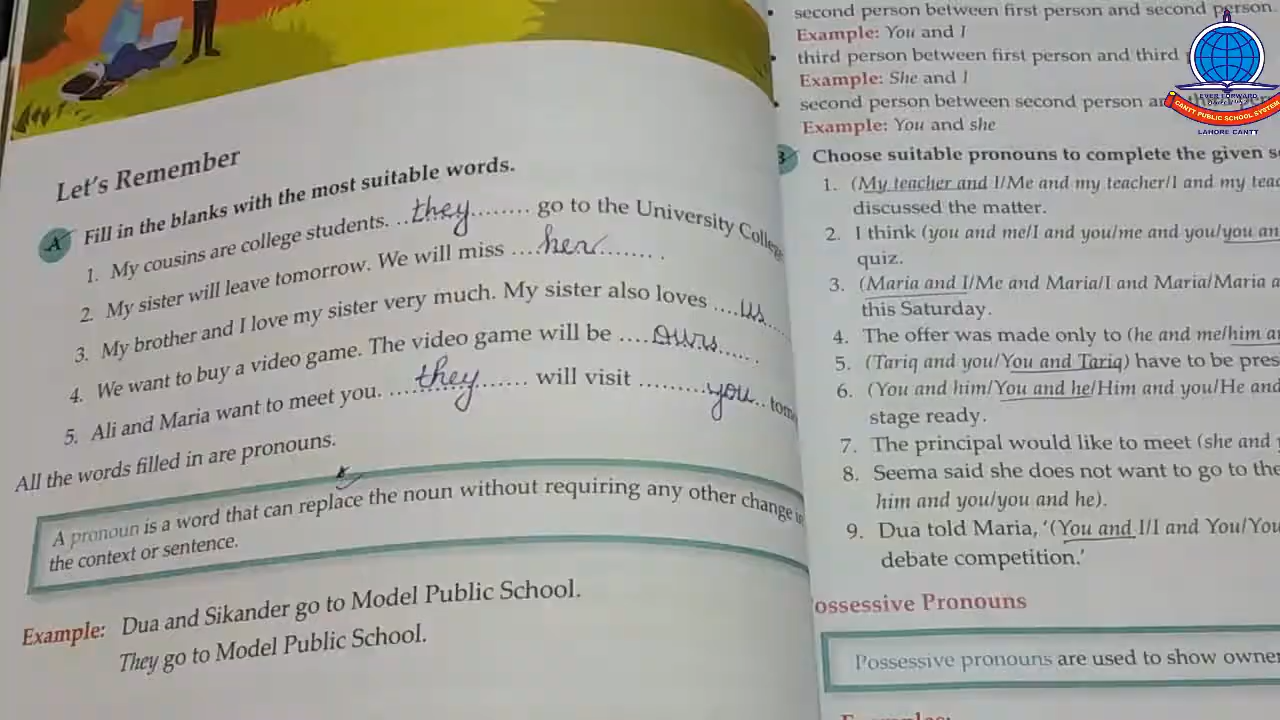 Let's Remember
A Fill in the blanks with the most suitable words.
1. My cousins are college students. ...they........ go to the University College
2. My sister will leave tomorrow. We will miss ....her........ .
3. My brother and I love my sister very much. My sister also loves ....us....
4. We want to buy a video game. The video game will be ....ours...... .
5. Ali and Maria want to meet you. .....they...... will visit .........you.. tom
All the words filled in are pronouns.
A pronoun is a word that can replace the noun without requiring any other change in
the context or sentence.
Example: Dua and Sikander go to Model Public School.
They go to Model Public School.
second person between first person and second person.
Example: You and I
third person between first person and third
Example: She and I
second person between second person and
Example: You and she
B Choose suitable pronouns to complete the given s
1. (My teacher and I/Me and my teacher/I and my tea
discussed the matter.
2. I think (you and me/I and you/me and you/you an
quiz.
3. (Maria and I/Me and Maria/I and Maria/Maria a
this Saturday.
4. The offer was made only to (he and me/him a
5. (Tariq and you/You and Tariq) have to be pres
6. (You and him/You and he/Him and you/He and
stage ready.
7. The principal would like to meet (she and
8. Seema said she does not want to go to the
him and you/you and he).
9. Dua told Maria, '(You and I/I and You/You
debate competition.'
ossessive Pronouns
Possessive pronouns are used to show owner
Examples:
EVER FORWARD
CANTT PUBLIC SCHOOL SYSTEM
LAHORE CANTT